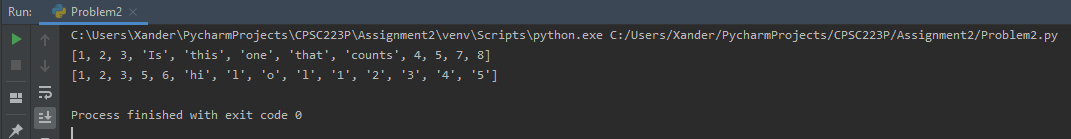 Run: Problem2
C:\Users\Xander\PycharmProjects\CPSC223P\Assignment2\venv\Scripts\python.exe C:/Users/Xander/PycharmProjects/CPSC223P/Assignment2/Problem2.py
[1, 2, 3, 'Is', 'this', 'one', 'that', 'counts', 4, 5, 7, 8]
[1, 2, 3, 5, 6, 'hi', 'l', 'o', 'l', '1', '2', '3', '4', '5']
Process finished with exit code 0